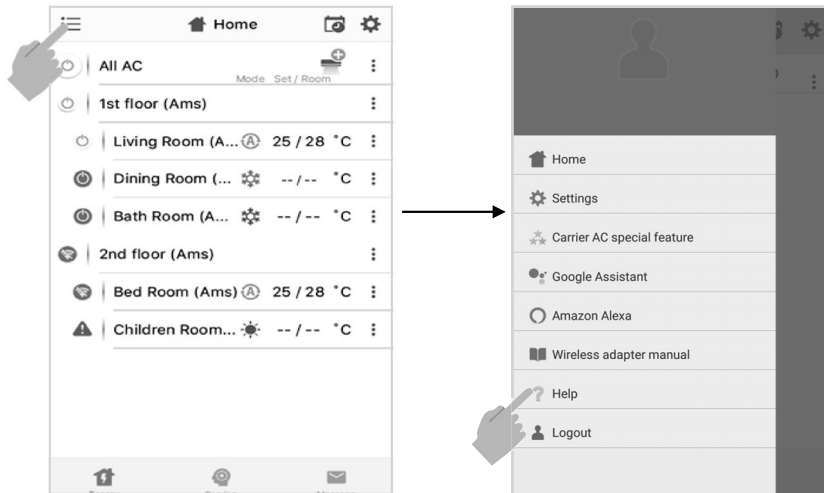 Home
All AC
Mode Set / Room
1st floor (Ams)
Living Room (A... A 25 / 28 °C
Dining Room (... -- / -- °C
Bath Room (A... -- / -- °C
2nd floor (Ams)
Bed Room (Ams) A 25 / 28 °C
Children Room... -- / -- °C
Home
Settings
Carrier AC special feature
Google Assistant
Amazon Alexa
Wireless adapter manual
? Help
Logout